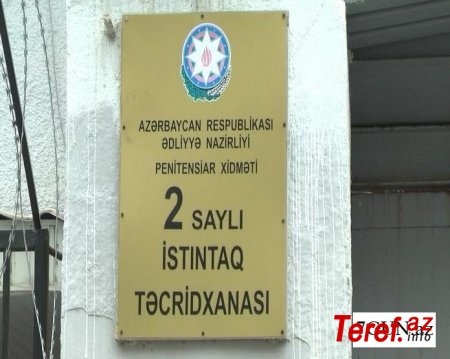 AZƏRBAYCAN RESPUBLİKASI
ƏDLİYYƏ NAZİRLİYİ
PENİTENSİAR XİDMƏTİ
2 SAYLI
İSTİNTAQ
TƏCRİDXANASI
Teref.az